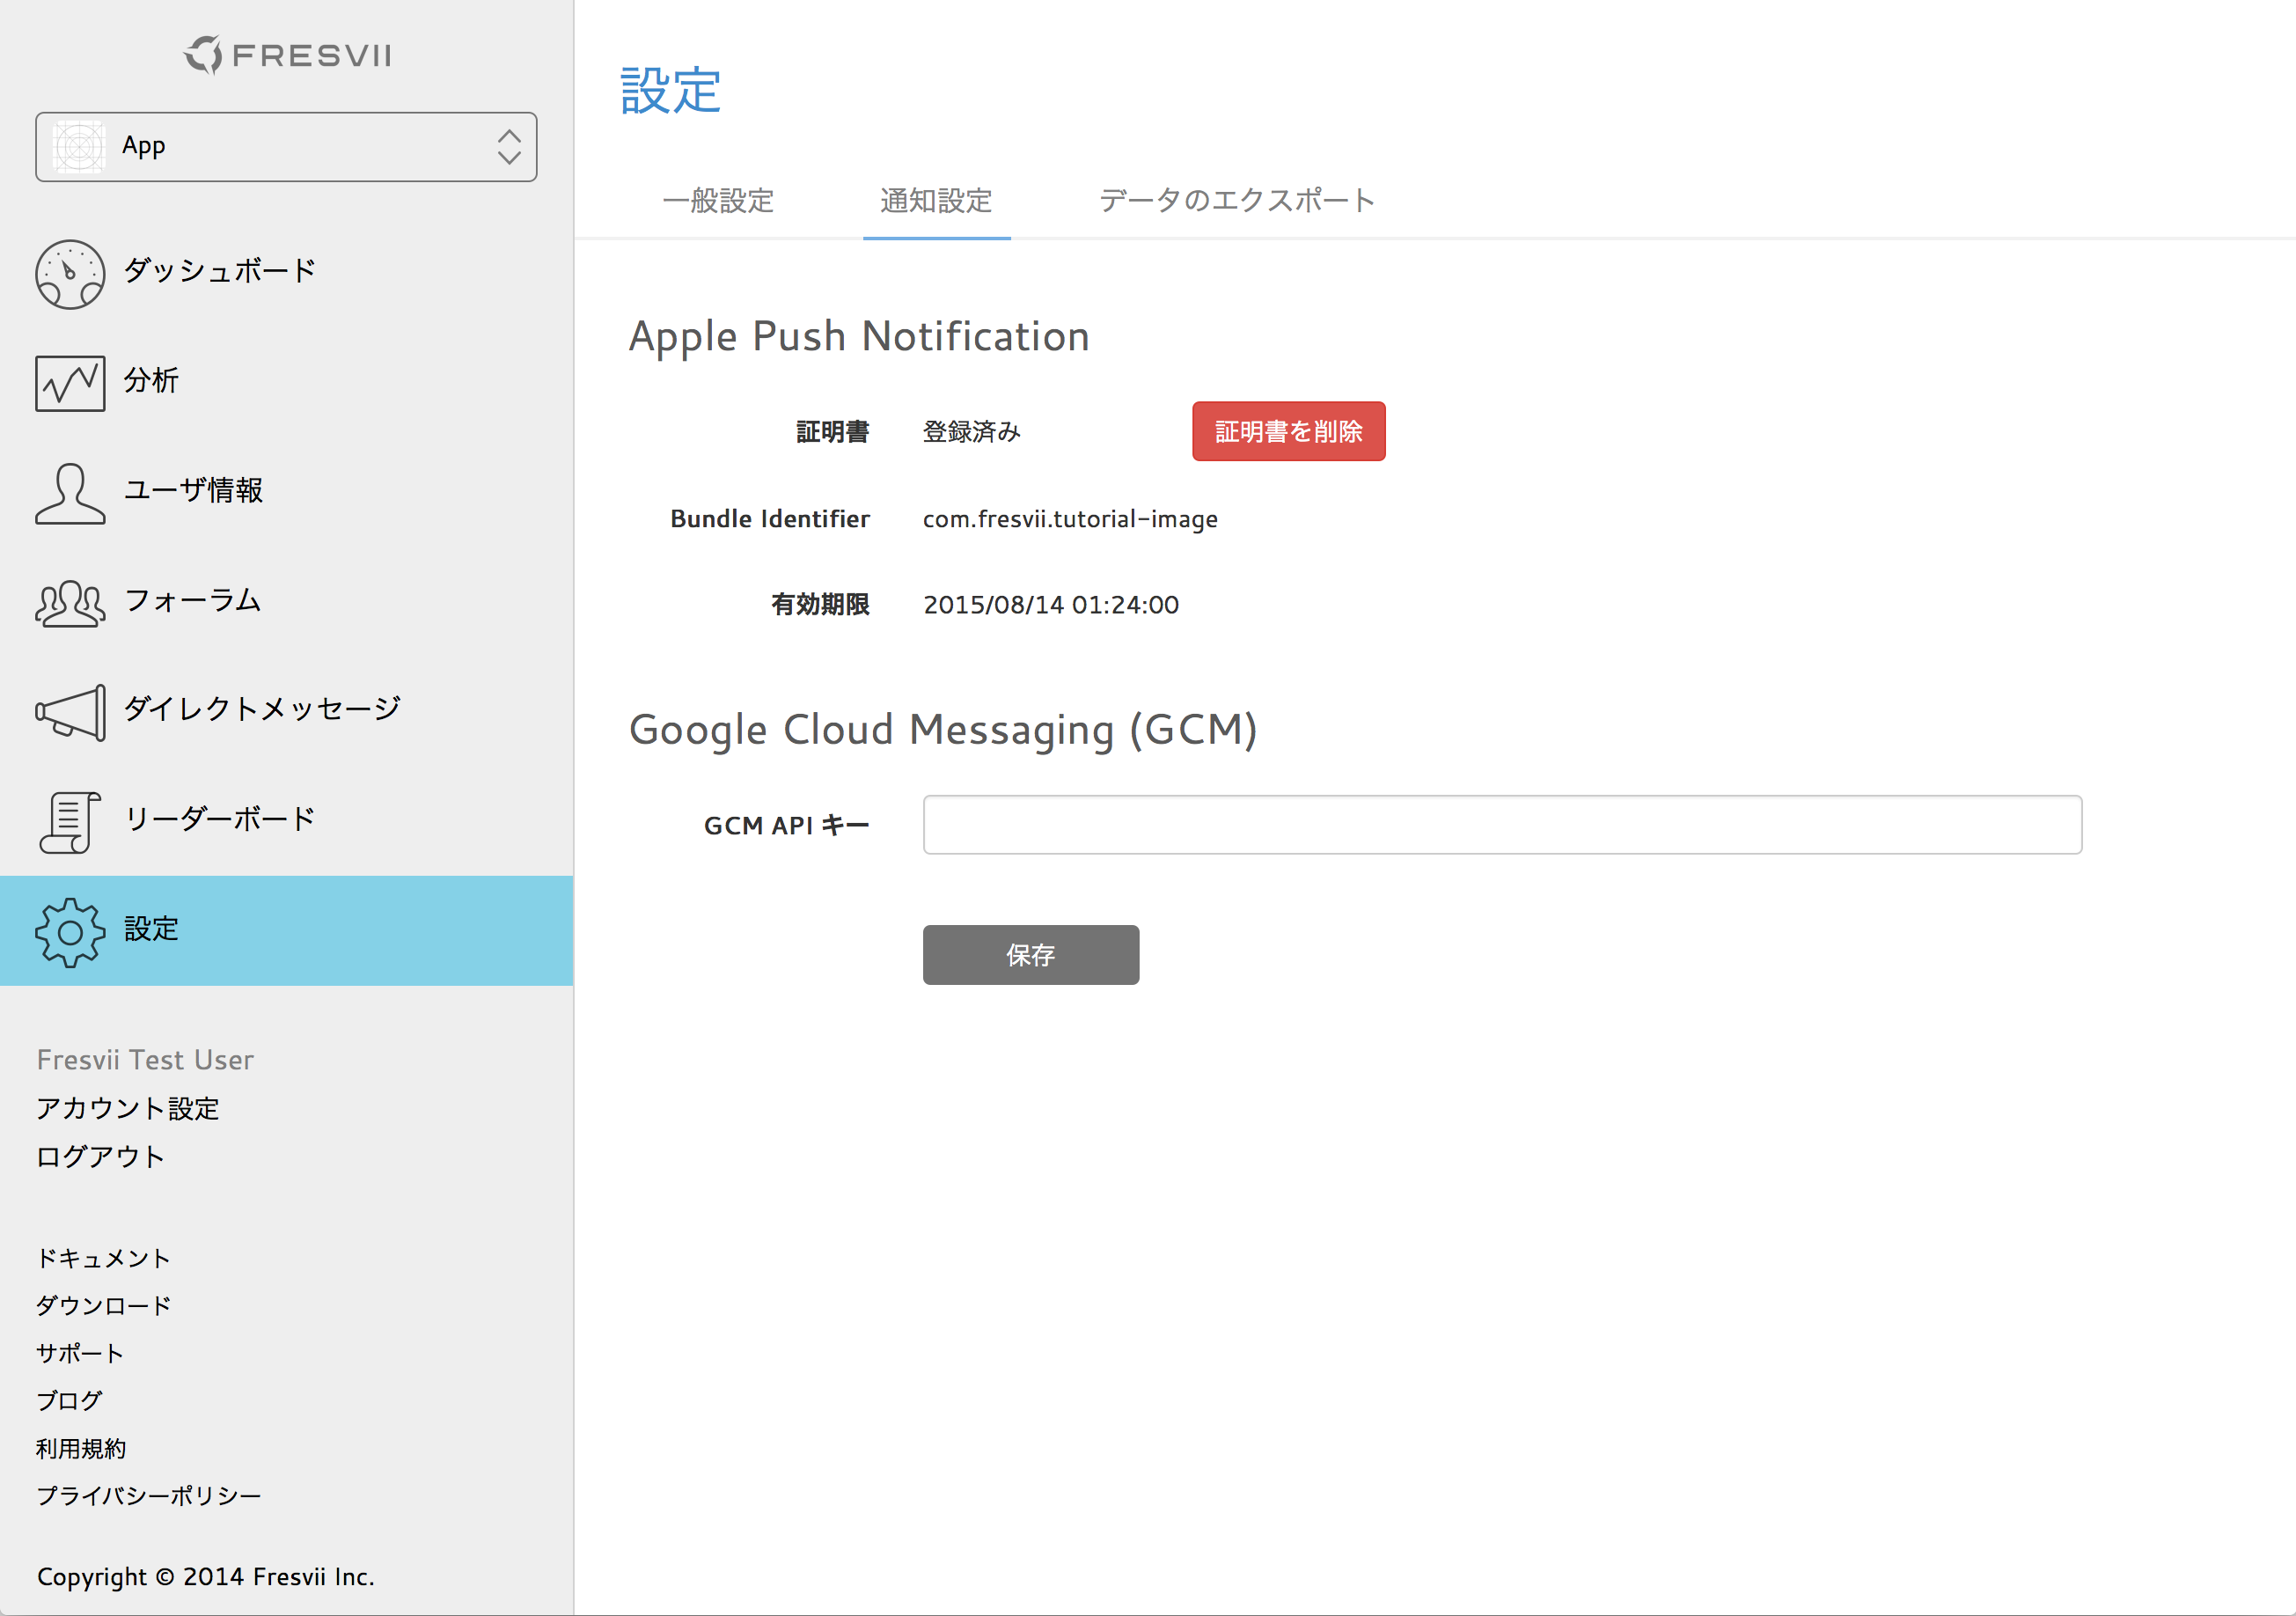 FRESVII
App
ダッシュボード
分析
ユーザ情報
フォーラム
ダイレクトメッセージ
リーダーボード
設定
Fresvii Test User
アカウント設定
ログアウト
ドキュメント
ダウンロード
サポート
ブログ
利用規約
プライバシーポリシー
Copyright © 2014 Fresvii Inc.
設定
一般設定 通知設定 データのエクスポート
Apple Push Notification
証明書 登録済み 証明書を削除
Bundle Identifier com.fresvii.tutorial-image
有効期限 2015/08/14 01:24:00
Google Cloud Messaging (GCM)
GCM API キー
保存